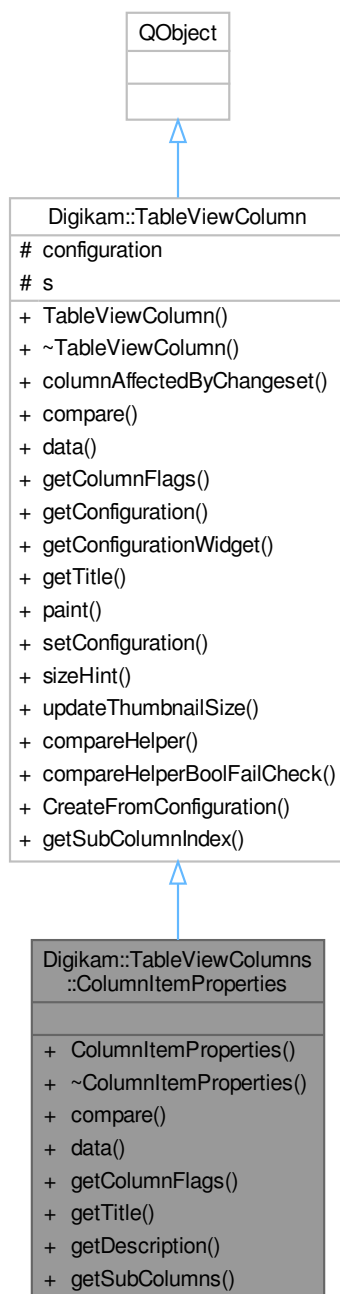 QObject
Digikam::TableViewColumn
# configuration
# s
+ TableViewColumn()
+ ~TableViewColumn()
+ columnAffectedByChangeset()
+ compare()
+ data()
+ getColumnFlags()
+ getConfiguration()
+ getConfigurationWidget()
+ getTitle()
+ paint()
+ setConfiguration()
+ sizeHint()
+ updateThumbnailSize()
+ compareHelper()
+ compareHelperBoolFailCheck()
+ CreateFromConfiguration()
+ getSubColumnIndex()
Digikam::TableViewColumns
::ColumnItemProperties
+ ColumnItemProperties()
+ ~ColumnItemProperties()
+ compare()
+ data()
+ getColumnFlags()
+ getTitle()
+ getDescription()
+ getSubColumns()